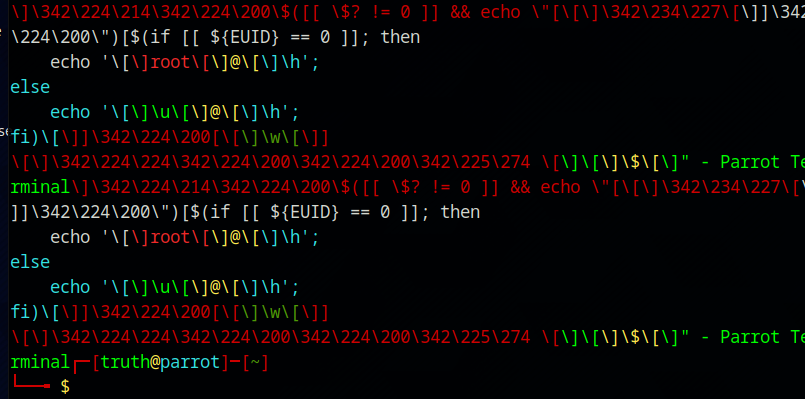 \]\342\224\214\342\224\200\$([[ \$? != 0 ]] && echo \"[\[\]\342\234\227\[\]]\342
\224\200\")[$(if [[ ${EUID} == 0 ]]; then
    echo '\[\]root\[\]@\[\]\h';
else
    echo '\[\]\u\[\]@\[\]\h';
fi)\[\]]\342\224\200[\[\]\w\[\]]
\[\]\342\224\224\342\224\200\342\224\200\342\225\274 \[\]\[\]\$\[\]" - Parrot Te
rminal\]\342\224\214\342\224\200\$([[ \$? != 0 ]] && echo \"[\[\]\342\234\227\[\
]]\342\224\200\")[$(if [[ ${EUID} == 0 ]]; then
    echo '\[\]root\[\]@\[\]\h';
else
    echo '\[\]\u\[\]@\[\]\h';
fi)\[\]]\342\224\200[\[\]\w\[\]]
\[\]\342\224\224\342\224\200\342\224\200\342\225\274 \[\]\[\]\$\[\]" - Parrot Te
rminal┌─[truth@parrot]─[~]
└──╼ $